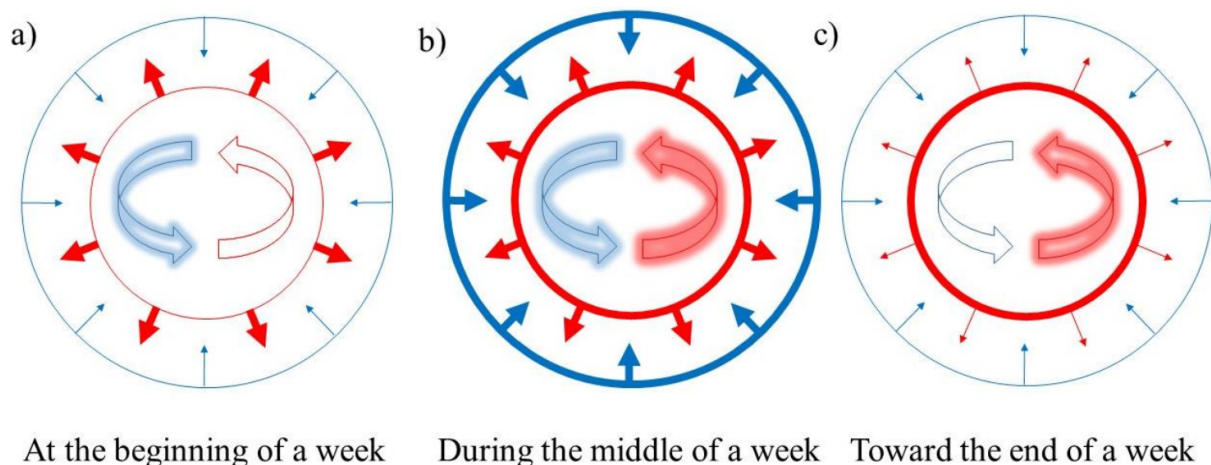 a)
b)
c)
At the beginning of a week
During the middle of a week
Toward the end of a week